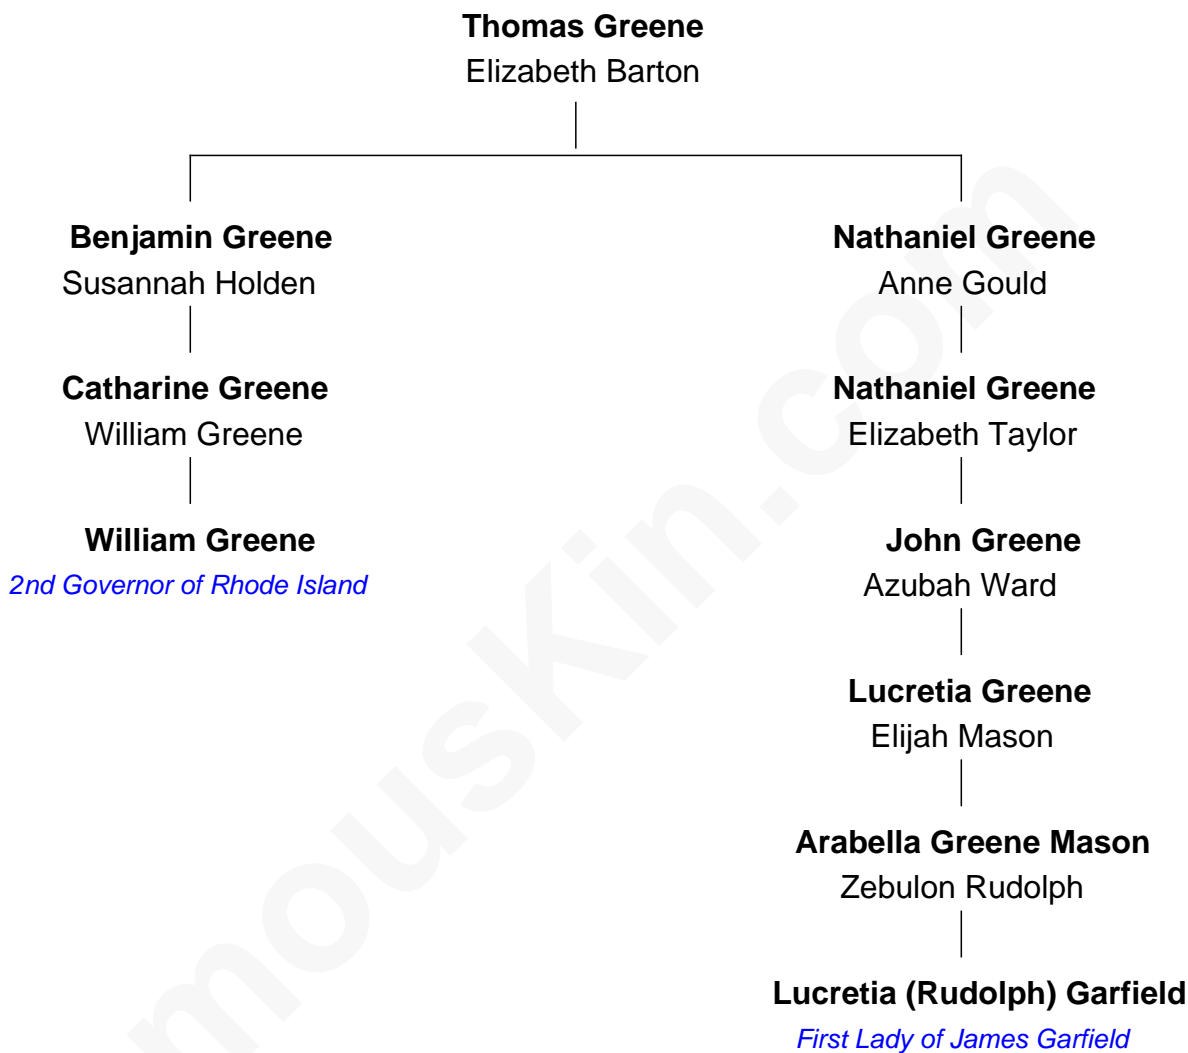 Thomas Greene
Elizabeth Barton
Benjamin Greene
Susannah Holden
Catharine Greene
William Greene
William Greene
2nd Governor of Rhode Island
Nathaniel Greene
Anne Gould
Nathaniel Greene
Elizabeth Taylor
John Greene
Azubah Ward
Lucretia Greene
Elijah Mason
Arabella Greene Mason
Zebulon Rudolph
Lucretia (Rudolph) Garfield
First Lady of James Garfield
mousKin.com